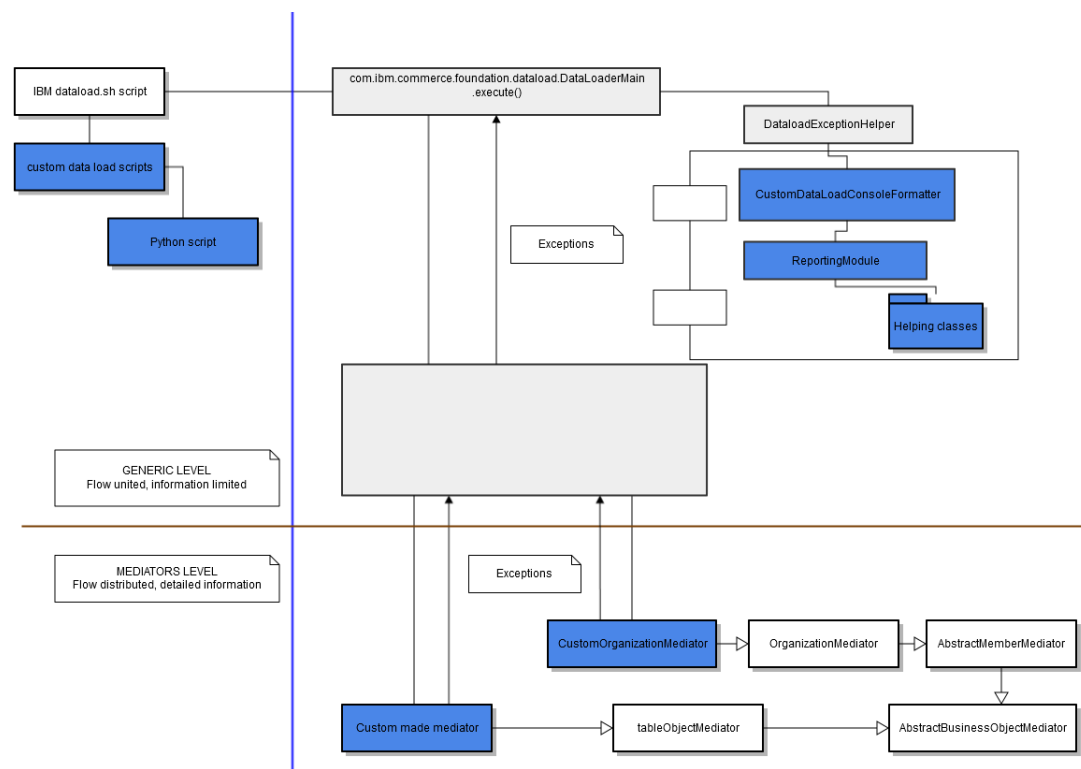 IBM dataload.sh script
custom data load scripts
Python script
com.ibm.commerce.foundation.dataload.DataLoaderMain
.execute()
DataloadExceptionHelper
CustomDataLoadConsoleFormatter
ReportingModule
Helping classes
Exceptions
GENERIC LEVEL
Flow united, information limited
MEDIATORS LEVEL
Flow distributed, detailed information
Exceptions
CustomOrganizationMediator
OrganizationMediator
AbstractMemberMediator
Custom made mediator
tableObjectMediator
AbstractBusinessObjectMediator